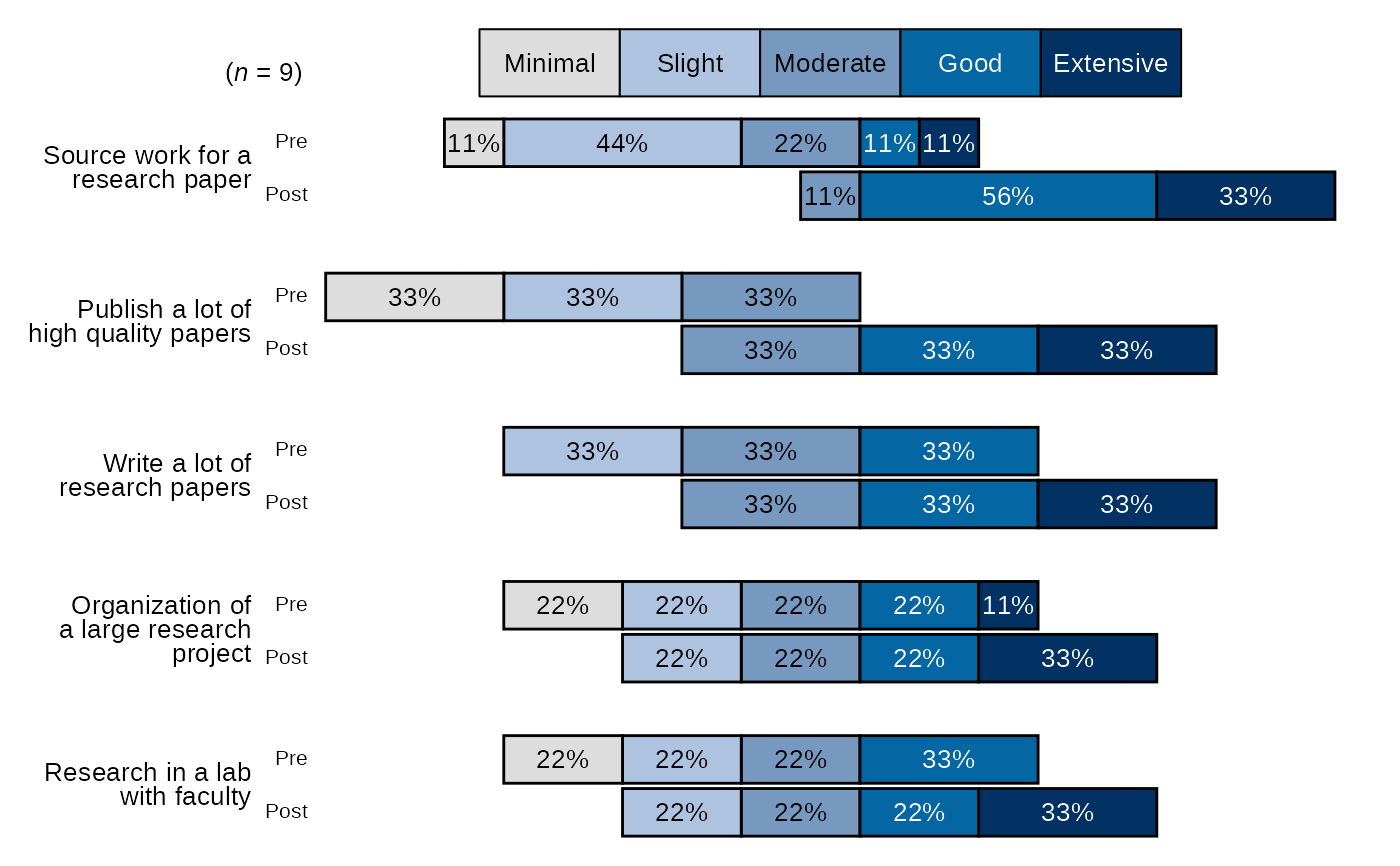 (n = 9)
Minimal Slight Moderate Good Extensive
Source work for a
research paper
Pre 11% 44% 22% 11% 11%
Post 11% 56% 33%
Publish a lot of
high quality papers
Pre 33% 33% 33%
Post 33% 33% 33%
Write a lot of
research papers
Pre 33% 33% 33%
Post 33% 33% 33%
Organization of
a large research
project
Pre 22% 22% 22% 22% 11%
Post 22% 22% 22% 33%
Research in a lab
with faculty
Pre 22% 22% 22% 33%
Post 22% 22% 22% 33%